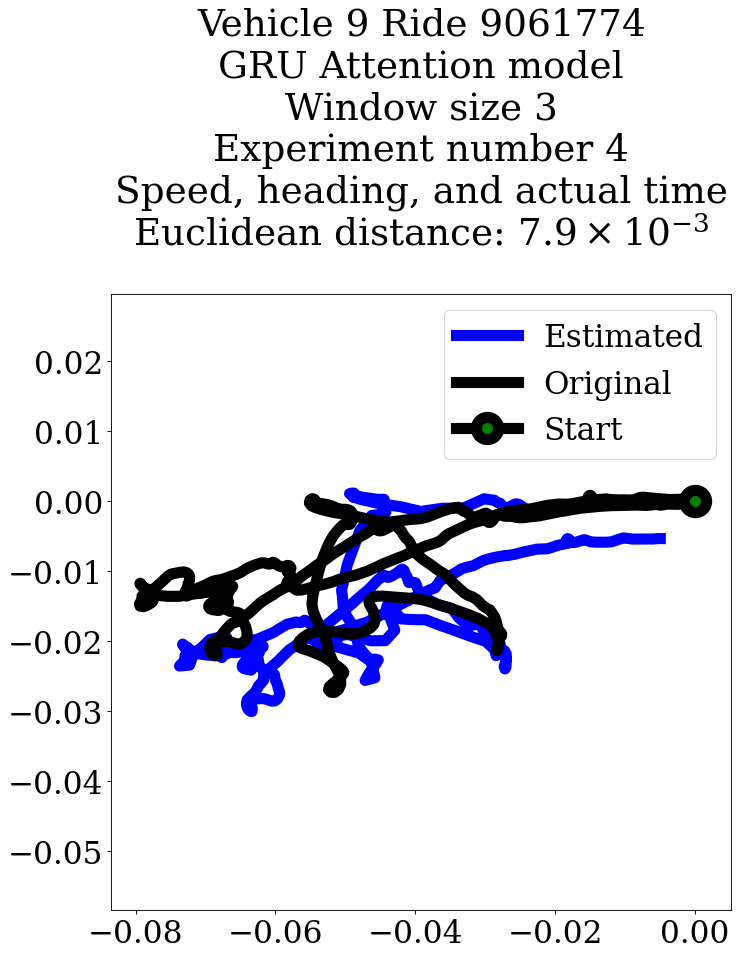 Vehicle 9 Ride 9061774
GRU Attention model
Window size 3
Experiment number 4
Speed, heading, and actual time
Euclidean distance: 7.9 × 10⁻³
Estimated
Original
Start
0.02
0.01
0.00
−0.01
−0.02
−0.03
−0.04
−0.05
−0.08 −0.06 −0.04 −0.02 0.00